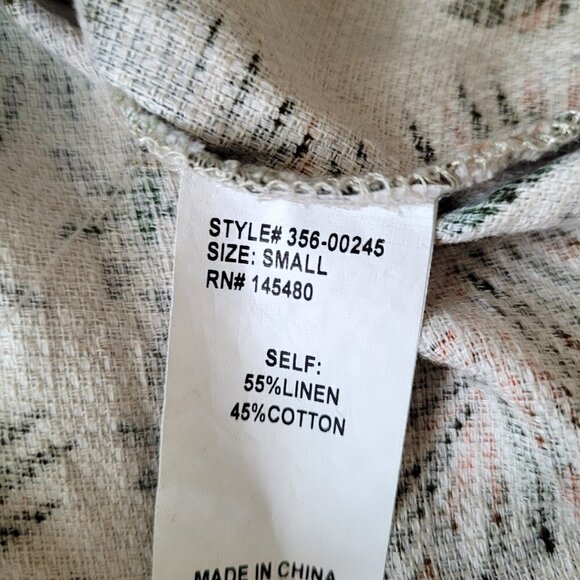 STYLE# 356-00245
SIZE: SMALL
RN# 145480
SELF:
55%LINEN
45%COTTON
MADE IN CHINA